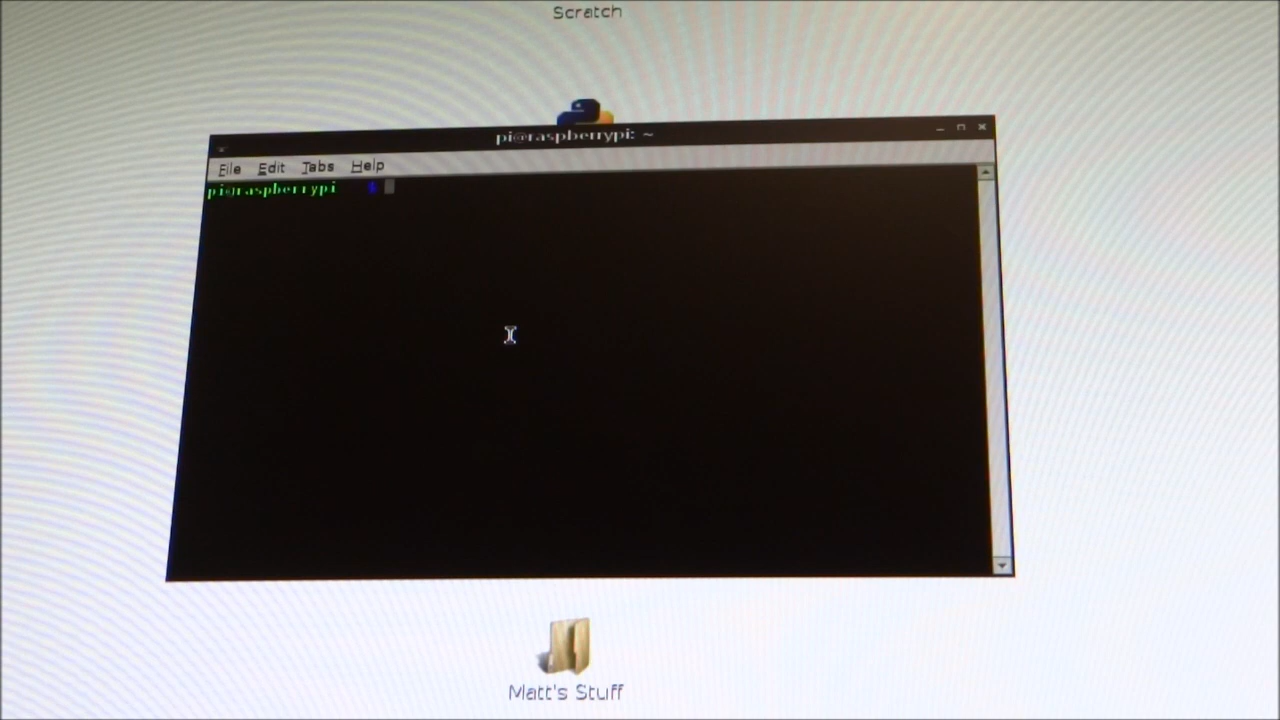 Scratch
pi@raspberrypi: ~
File Edit Tabs Help
pi@raspberrypi $
Matt's Stuff